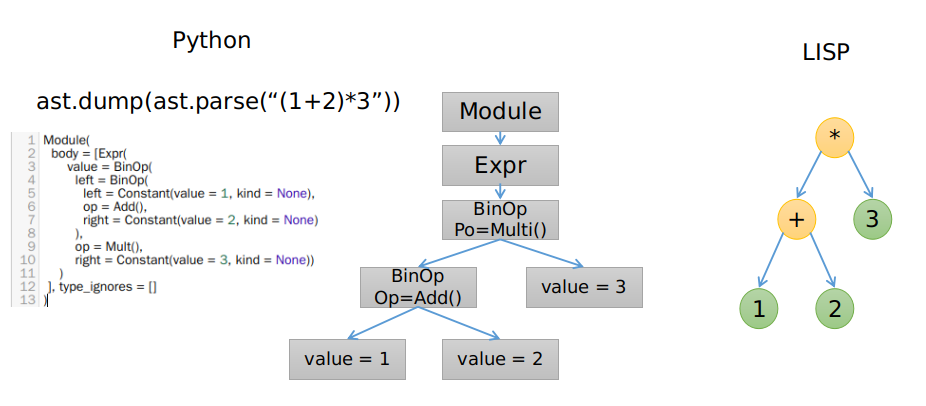 Python
LISP
ast.dump(ast.parse(“(1+2)*3”))
1 Module(
2 body = [Expr(
3 value = BinOp(
4 left = BinOp(
5 left = Constant(value = 1, kind = None),
6 op = Add(),
7 right = Constant(value = 2, kind = None)
8 ),
9 op = Mult(),
10 right = Constant(value = 3, kind = None))
11 )
12 ], type_ignores = []
13 )
Module
Expr
BinOp
Po=Multi()
BinOp
Op=Add()
value = 3
value = 1
value = 2
*
+
3
1
2